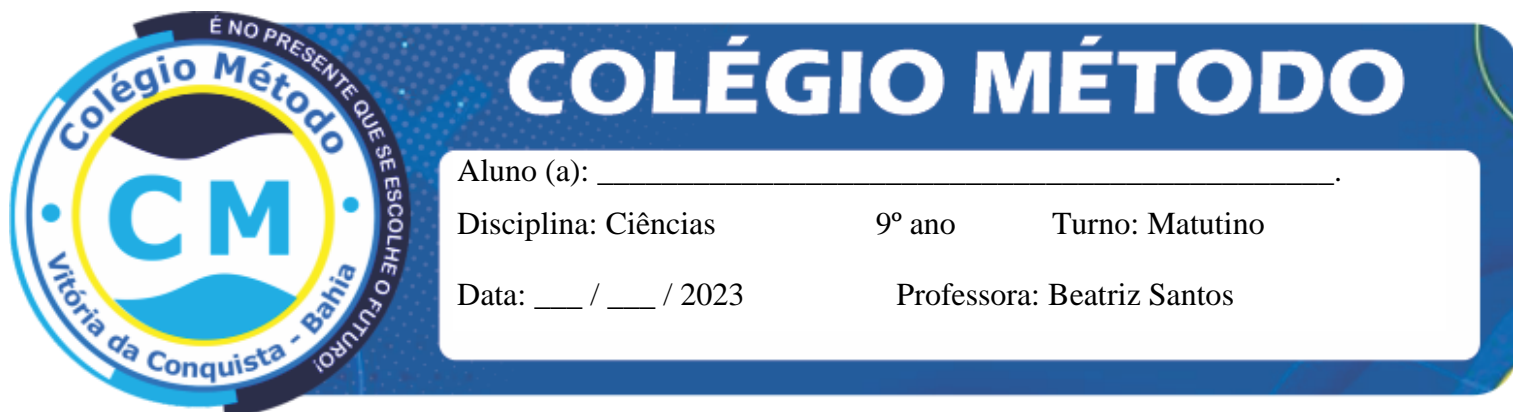 É NO PRESENTE QUE SE ESCOLHE O FUTURO!
Colégio Método
CM
Vitória da Conquista - Bahia
COLÉGIO MÉTODO
Aluno (a): ______________________________________________.
Disciplina: Ciências 9º ano Turno: Matutino
Data: ___ / ___ / 2023 Professora: Beatriz Santos